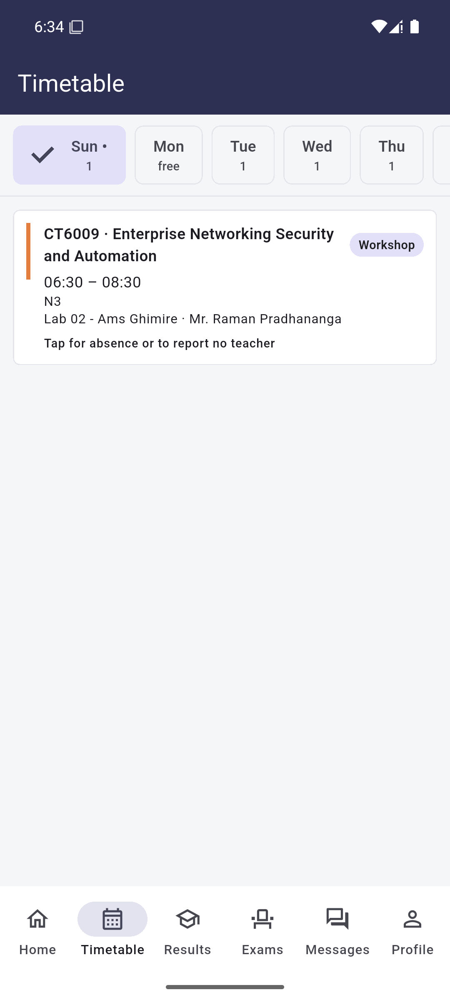 6:34
Timetable
Sun •
1
Mon
free
Tue
1
Wed
1
Thu
1
CT6009 · Enterprise Networking Security
and Automation
Workshop
06:30 – 08:30
N3
Lab 02 - Ams Ghimire · Mr. Raman Pradhananga
Tap for absence or to report no teacher
Home
Timetable
Results
Exams
Messages
Profile